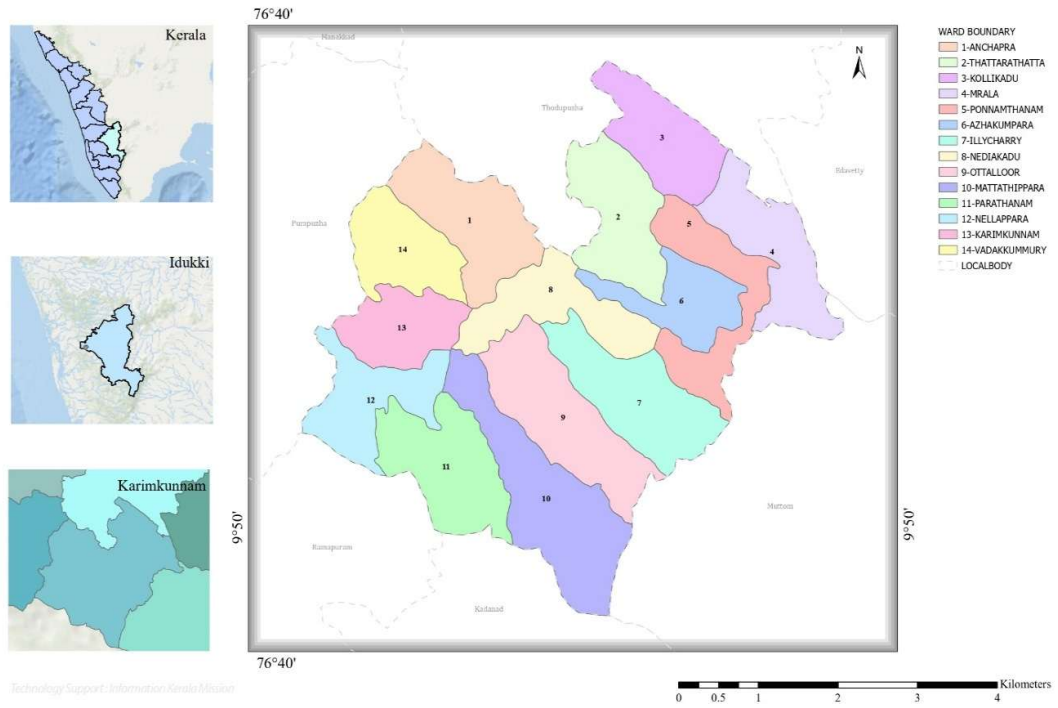 76°40'
Kerala
Idukki
Karimkunnam
Manakkad
Thodupuzha
Edavetty
Purapuzha
Muttom
Ramapuram
Kadanad
N
1
2
3
4
5
6
7
8
9
10
11
12
13
14
9°50'
9°50'
76°40'
WARD BOUNDARY
1-ANCHAPRA
2-THATTARATHATTA
3-KOLLIKADU
4-MRALA
5-PONNAMTHANAM
6-AZHAKUMPARA
7-ILLYCHARRY
8-NEDIAKADU
9-OTTALLOOR
10-MATTATHIPPARA
11-PARATHANAM
12-NELLAPPARA
13-KARIMKUNNAM
14-VADAKKUMMURY
LOCALBODY
Technology Support: Information Kerala Mission
Kilometers
0 0.5 1 2 3 4